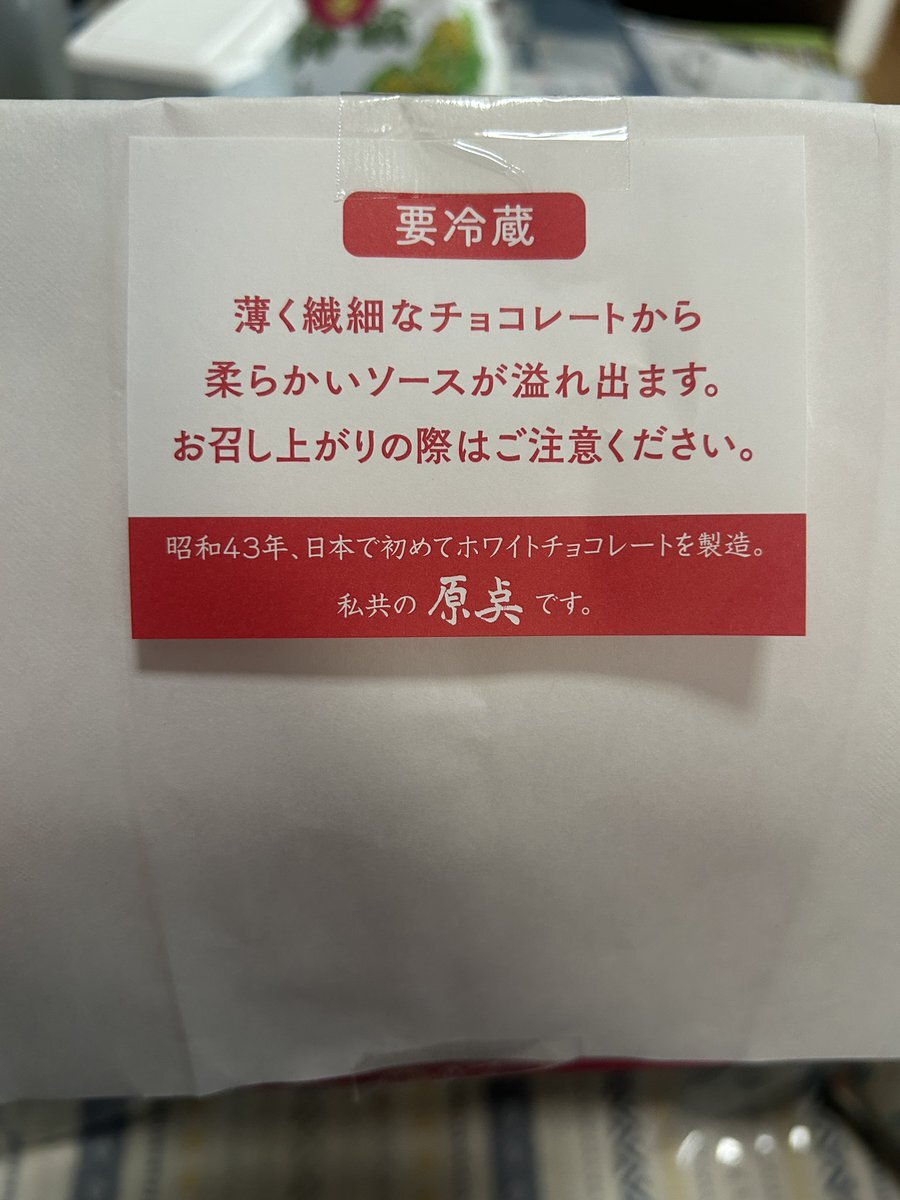 要冷蔵
薄く繊細なチョコレートから
柔らかいソースが溢れ出ます。
お召し上がりの際はご注意ください。
昭和43年、日本で初めてホワイトチョコレートを製造。
私共の 原点 です。